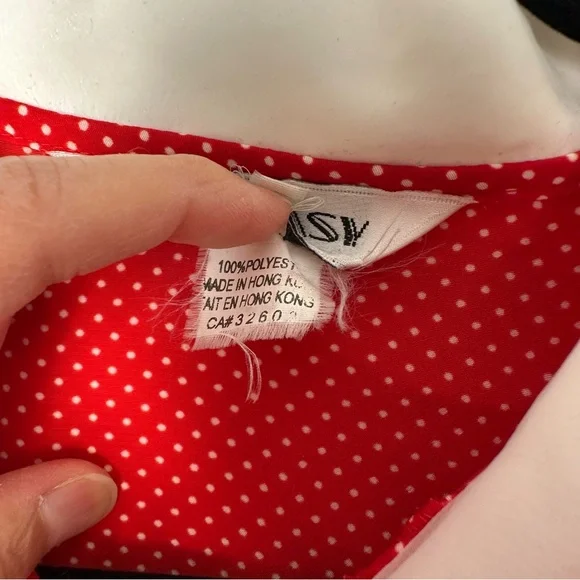 100%POLYEST
MADE IN HONG K
AIT EN HONG KONG
CA#3260